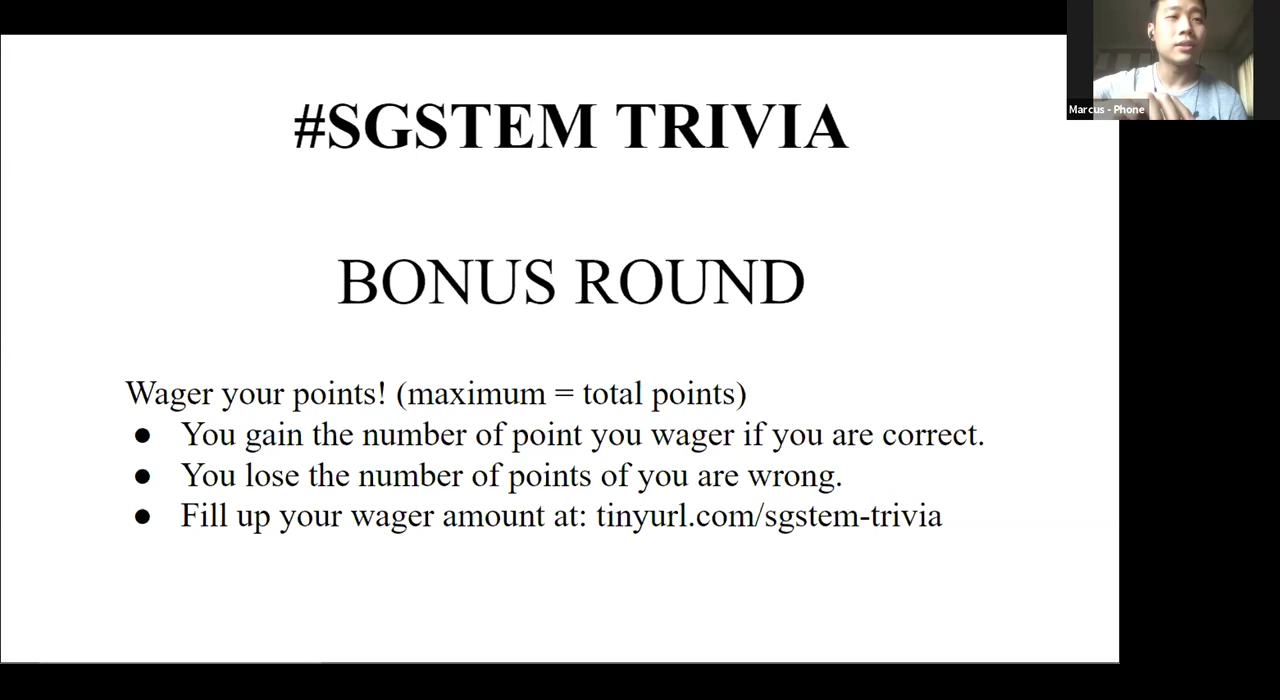 #SGSTEM TRIVIA
Marcus - Phone
BONUS ROUND
Wager your points! (maximum = total points)
● You gain the number of point you wager if you are correct.
● You lose the number of points of you are wrong.
● Fill up your wager amount at: tinyurl.com/sgstem-trivia